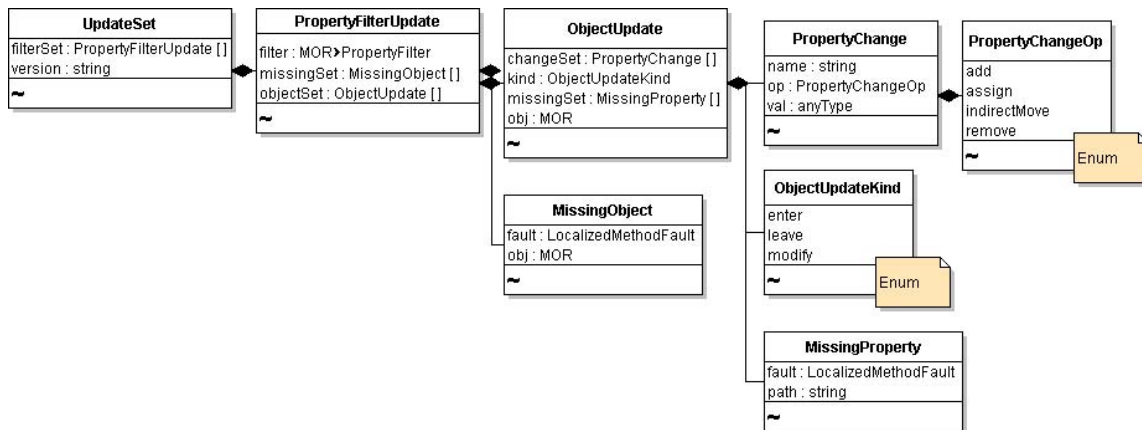 UpdateSet
filterSet : PropertyFilterUpdate [ ]
version : string
~
PropertyFilterUpdate
filter : MOR>PropertyFilter
missingSet : MissingObject [ ]
objectSet : ObjectUpdate [ ]
~
ObjectUpdate
changeSet : PropertyChange [ ]
kind : ObjectUpdateKind
missingSet : MissingProperty [ ]
obj : MOR
~
PropertyChange
name : string
op : PropertyChangeOp
val : anyType
~
PropertyChangeOp
add
assign
indirectMove
remove
~
Enum
MissingObject
fault : LocalizedMethodFault
obj : MOR
~
ObjectUpdateKind
enter
leave
modify
~
Enum
MissingProperty
fault : LocalizedMethodFault
path : string
~